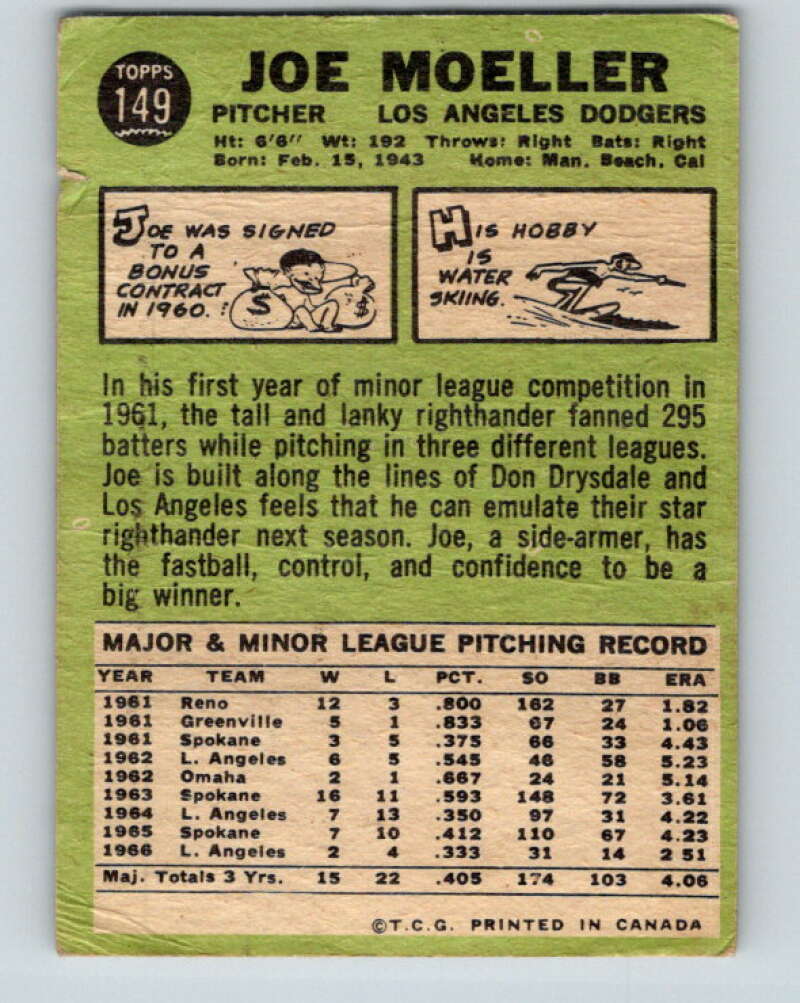 TOPPS
149
JOE MOELLER
PITCHER LOS ANGELES DODGERS
Ht: 6'6" Wt: 192 Throws: Right Bats: Right
Born: Feb. 15, 1943 Home: Man. Beach, Cal
JOE WAS SIGNED
TO A
BONUS
CONTRACT
IN 1960.
$ $
HIS HOBBY
IS
WATER
SKIING.
In his first year of minor league competition in
1961, the tall and lanky righthander fanned 295
batters while pitching in three different leagues.
Joe is built along the lines of Don Drysdale and
Los Angeles feels that he can emulate their star
righthander next season. Joe, a side-armer, has
the fastball, control, and confidence to be a
big winner.
MAJOR & MINOR LEAGUE PITCHING RECORD
YEAR TEAM W L PCT. SO BB ERA
1961 Reno 12 3 .800 162 27 1.82
1961 Greenville 5 1 .833 67 24 1.06
1961 Spokane 3 5 .375 66 33 4.43
1962 L. Angeles 6 5 .545 46 58 5.23
1962 Omaha 2 1 .667 24 21 5.14
1963 Spokane 16 11 .593 148 72 3.61
1964 L. Angeles 7 13 .350 97 31 4.22
1965 Spokane 7 10 .412 110 67 4.23
1966 L. Angeles 2 4 .333 31 14 2 51
Maj. Totals 3 Yrs. 15 22 .405 174 103 4.06
©T.C.G. PRINTED IN CANADA